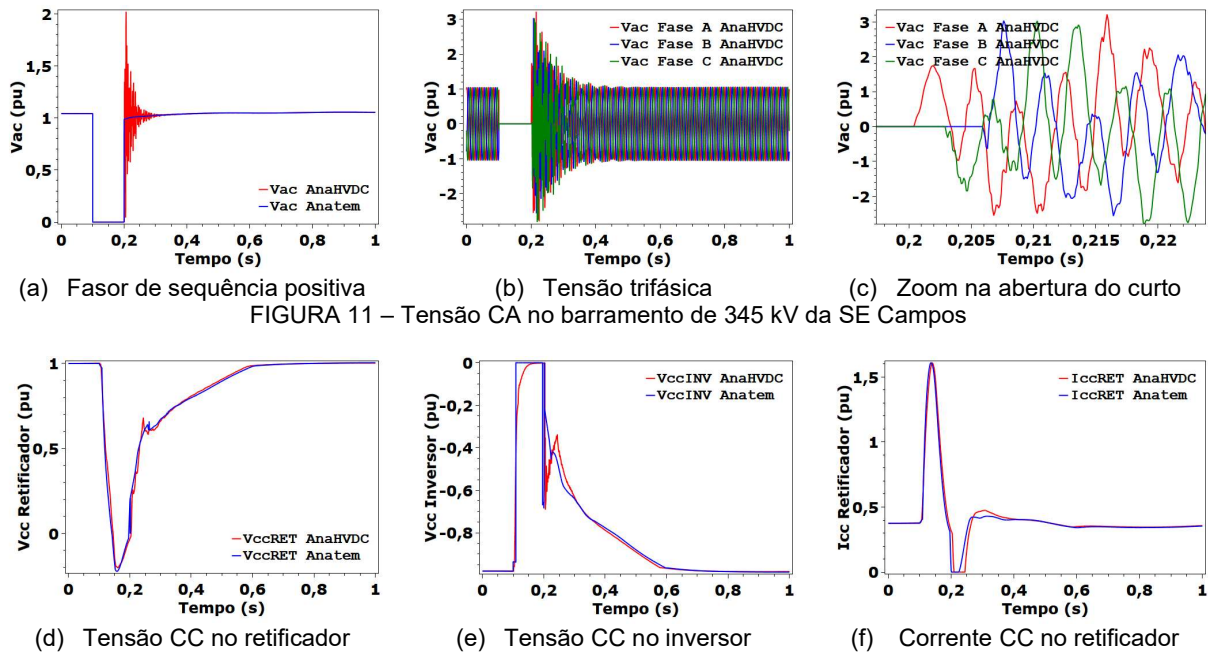 2
1,5
1
0,5
0
Vac (pu)
Vac AnaHVDC
Vac Anatem
0 0,2 0,4 0,6 0,8 1
Tempo (s)
(a) Fasor de sequência positiva
3
2
1
0
-1
-2
Vac (pu)
Vac Fase A AnaHVDC
Vac Fase B AnaHVDC
Vac Fase C AnaHVDC
0 0,2 0,4 0,6 0,8 1
Tempo (s)
(b) Tensão trifásica
3
2
1
0
-1
-2
Vac (pu)
Vac Fase A AnaHVDC
Vac Fase B AnaHVDC
Vac Fase C AnaHVDC
0,2 0,205 0,21 0,215 0,22
Tempo (s)
(c) Zoom na abertura do curto
FIGURA 11 – Tensão CA no barramento de 345 kV da SE Campos
1
0,5
0
Vcc Retificador (pu)
VccRET AnaHVDC
VccRET Anatem
0 0,2 0,4 0,6 0,8 1
Tempo (s)
(d) Tensão CC no retificador
0
-0,2
-0,4
-0,6
-0,8
Vcc Inversor (pu)
VccINV AnaHVDC
VccINV Anatem
0 0,2 0,4 0,6 0,8 1
Tempo (s)
(e) Tensão CC no inversor
1,5
1
0,5
0
Icc Retificador (pu)
IccRET AnaHVDC
IccRET Anatem
0 0,2 0,4 0,6 0,8 1
Tempo (s)
(f) Corrente CC no retificador